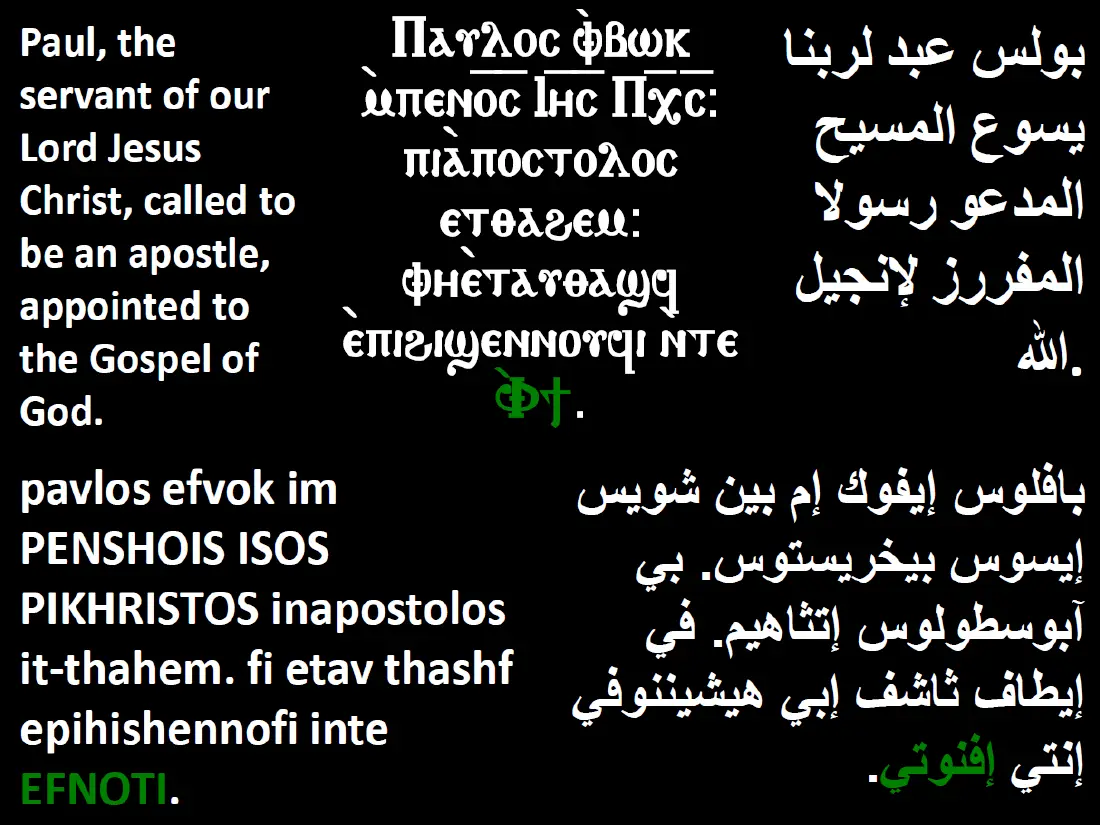 Paul, the
servant of our
Lord Jesus
Christ, called to
be an apostle,
appointed to
the Gospel of
God.
Ⲡⲁⲩⲗⲟⲥ ⲫ̀ⲃⲱⲕ
ⲙ̀ⲡⲉⲛⲟ̅ⲥ̅ Ⲓⲏ̅ⲥ̅ Ⲡⲭ̅ⲥ̅:
ⲡⲓⲁ̀ⲡⲟⲥⲧⲟⲗⲟⲥ
ⲉⲧⲑⲁϩⲉⲙ:
ⲫⲏⲉ̀ⲧⲁⲩⲑⲁϣϥ
ⲉ̀ⲡⲓϩⲓϣⲉⲛⲛⲟⲩϥⲓ ⲛ̀ⲧⲉ
Ⲫ̀ϯ.
بولس عبد لربنا
يسوع المسيح
المدعو رسولا
المفررز لإنجيل
الله.
pavlos efvok im
PENSHOIS ISOS
PIKHRISTOS inapostolos
it-thahem. fi etav thashf
epihishennofi inte
EFNOTI.
بافلوس إيفوك إم بين شويس
إيسوس بيخريستوس. بي
آبوسطولوس إتثاهيم. في
إيطاف ثاشف إبي هيشيننوفي
إنتي إفنوتي.